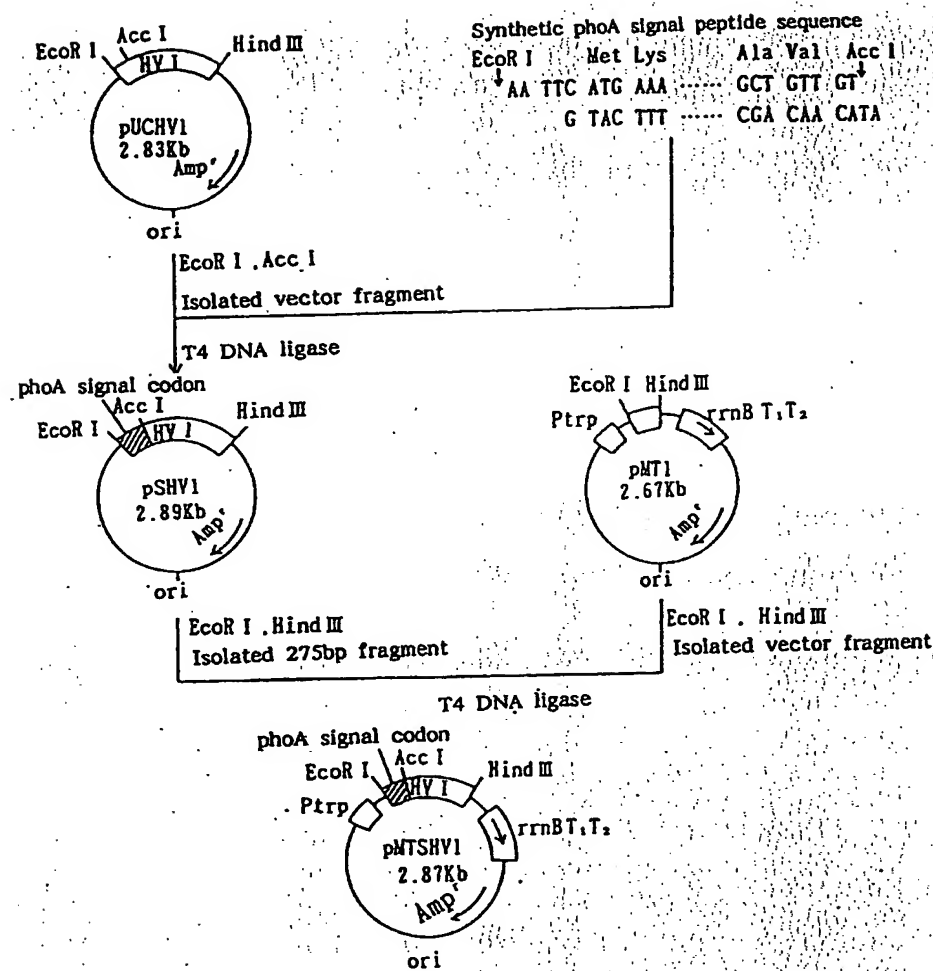 Synthetic phoA signal peptide sequence
EcoR I Met Lys Ala Val Acc I
AA TTC ATG AAA ...... GCT GTT GT
G TAC TTT ...... CGA CAA CATA
EcoR I Acc I Hind III
HV I
pUCHV1
2.83Kb
Ampʳ
ori
EcoR I . Acc I
Isolated vector fragment
T4 DNA ligase
phoA signal codon
EcoR I Acc I Hind III
HV I
pSHV1
2.89Kb
Ampʳ
ori
EcoR I Hind III
Ptrp rrnB T₁T₂
pMT1
2.67Kb
Ampʳ
ori
EcoR I . Hind III
Isolated 275bp fragment
EcoR I . Hind III
Isolated vector fragment
T4 DNA ligase
phoA signal codon
EcoR I Acc I Hind III
HV I
Ptrp rrnBT₁T₂
pMTSHV1
2.87Kb
Ampʳ
ori